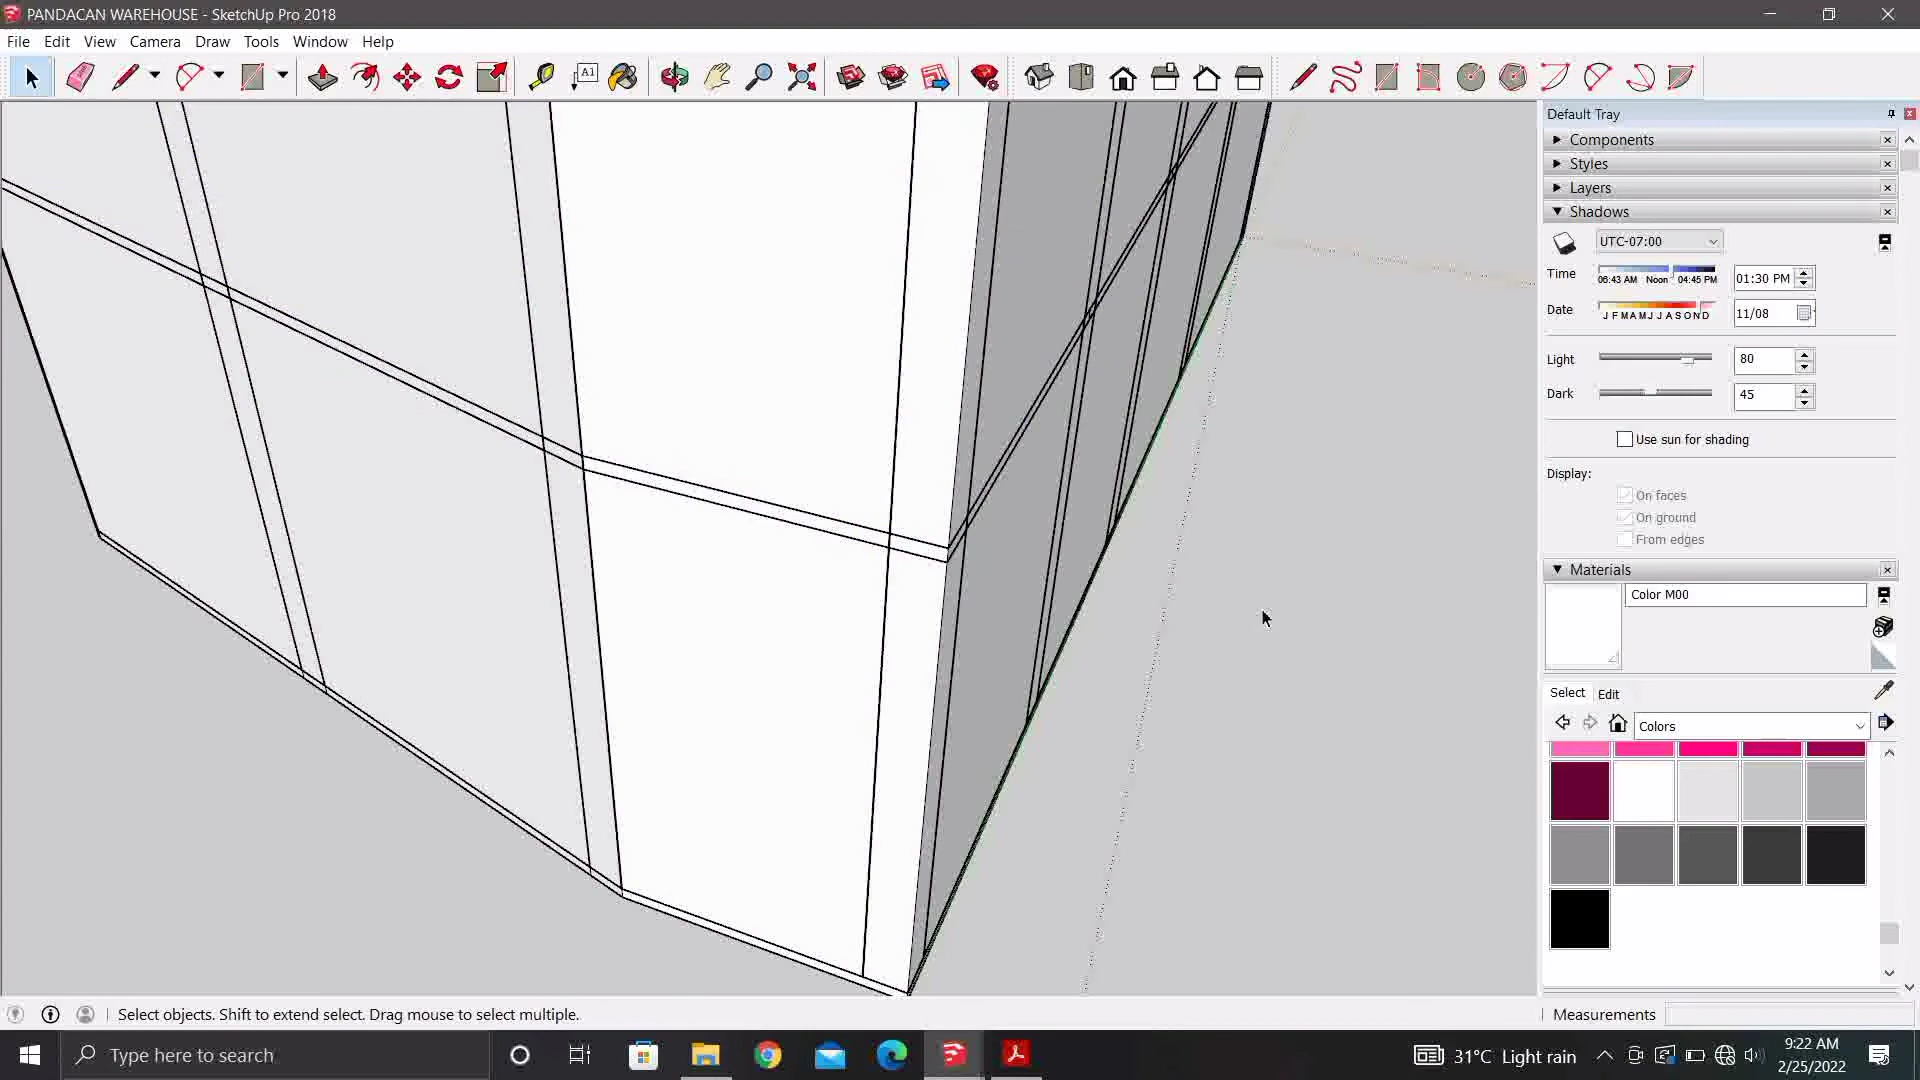 PANDACAN WAREHOUSE - SketchUp Pro 2018
File Edit View Camera Draw Tools Window Help
A1
Default Tray
Components
Styles
Layers
Shadows
UTC-07:00
Time
06:43 AM Noon 04:45 PM
01:30 PM
Date
J F M A M J J A S O N D
11/08
Light
80
Dark
45
Use sun for shading
Display:
On faces
On ground
From edges
Materials
Color M00
Select Edit
Colors
Select objects. Shift to extend select. Drag mouse to select multiple.
Measurements
Type here to search
31°C Light rain
9:22 AM
2/25/2022